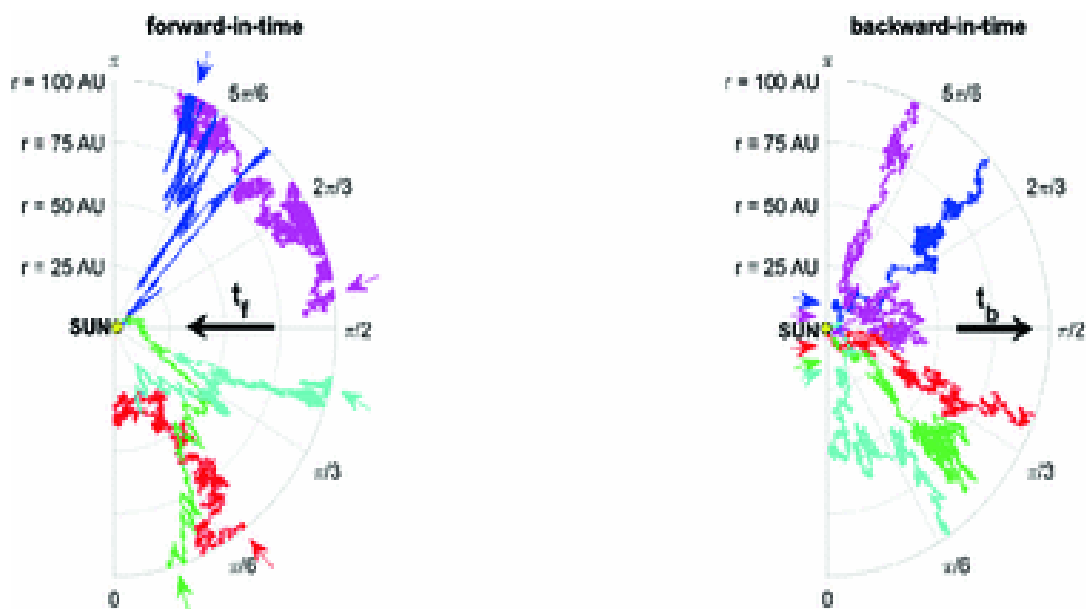 forward-in-time
π
r = 100 AU
5π/6
r = 75 AU
2π/3
r = 50 AU
r = 25 AU
t_f
SUN
π/2
π/3
π/6
0
backward-in-time
π
r = 100 AU
5π/6
r = 75 AU
2π/3
r = 50 AU
r = 25 AU
t_b
SUN
π/2
π/3
π/6
0